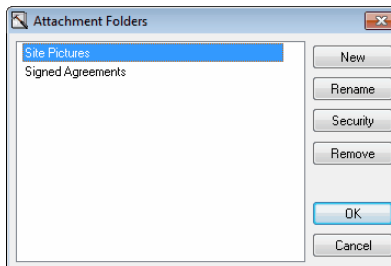 Attachment Folders
Site Pictures
Signed Agreements
New
Rename
Security
Remove
OK
Cancel